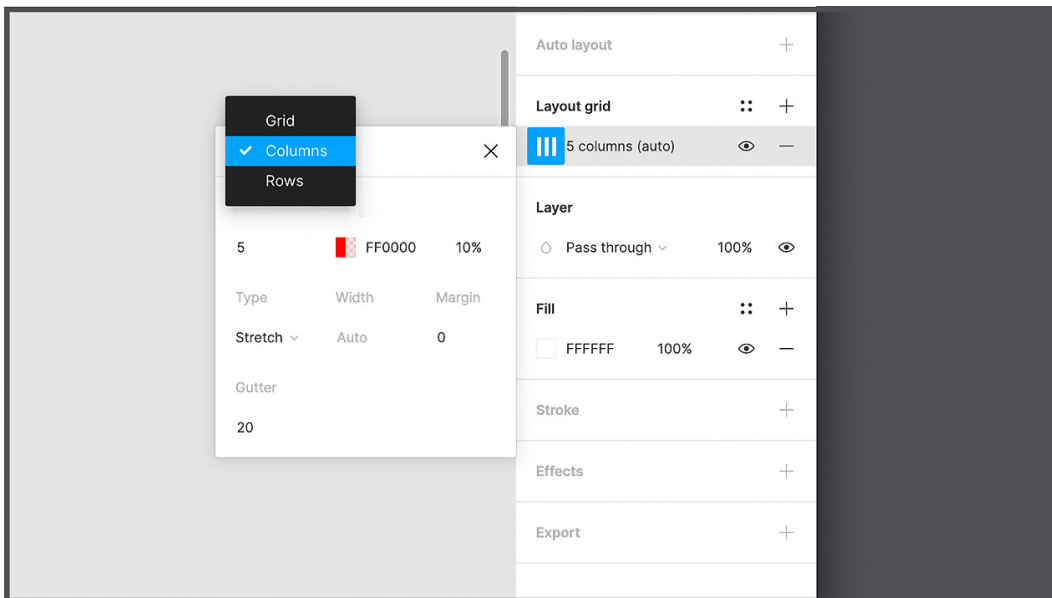 Grid
Columns
Rows
5 FF0000 10%
Type Width Margin
Stretch Auto 0
Gutter
20
Auto layout
Layout grid
5 columns (auto)
Layer
Pass through 100%
Fill
FFFFFF 100%
Stroke
Effects
Export